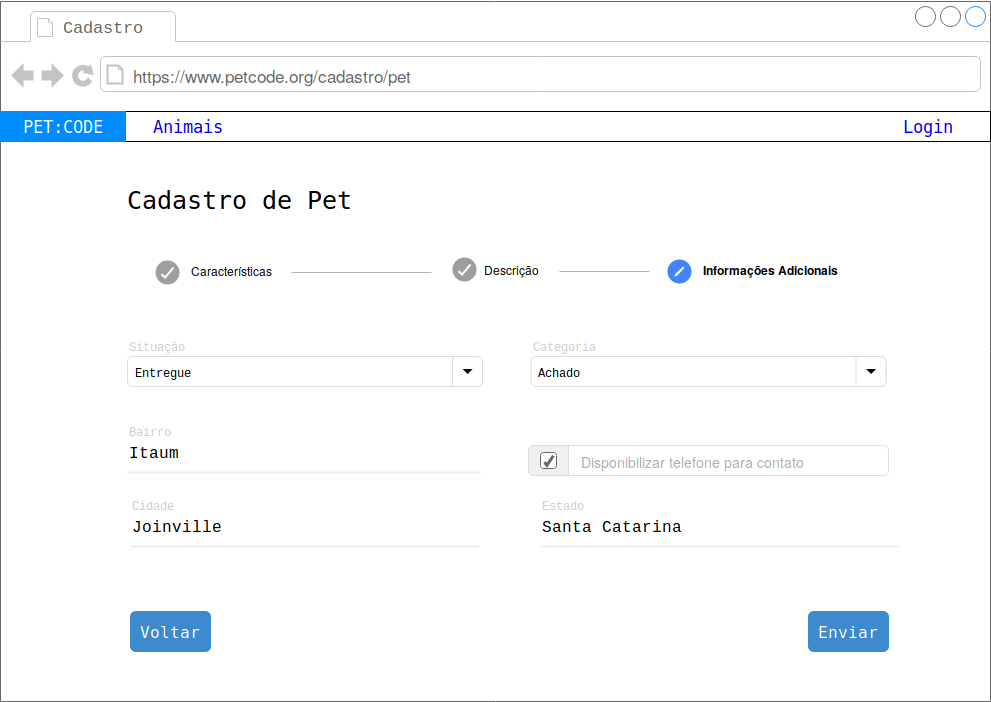 Cadastro
https://www.petcode.org/cadastro/pet
PET:CODE Animais Login
Cadastro de Pet
Características Descrição Informações Adicionais
Situação Categoria
Entregue Achado
Bairro
Itaum
Disponibilizar telefone para contato
Cidade Estado
Joinville Santa Catarina
Voltar Enviar